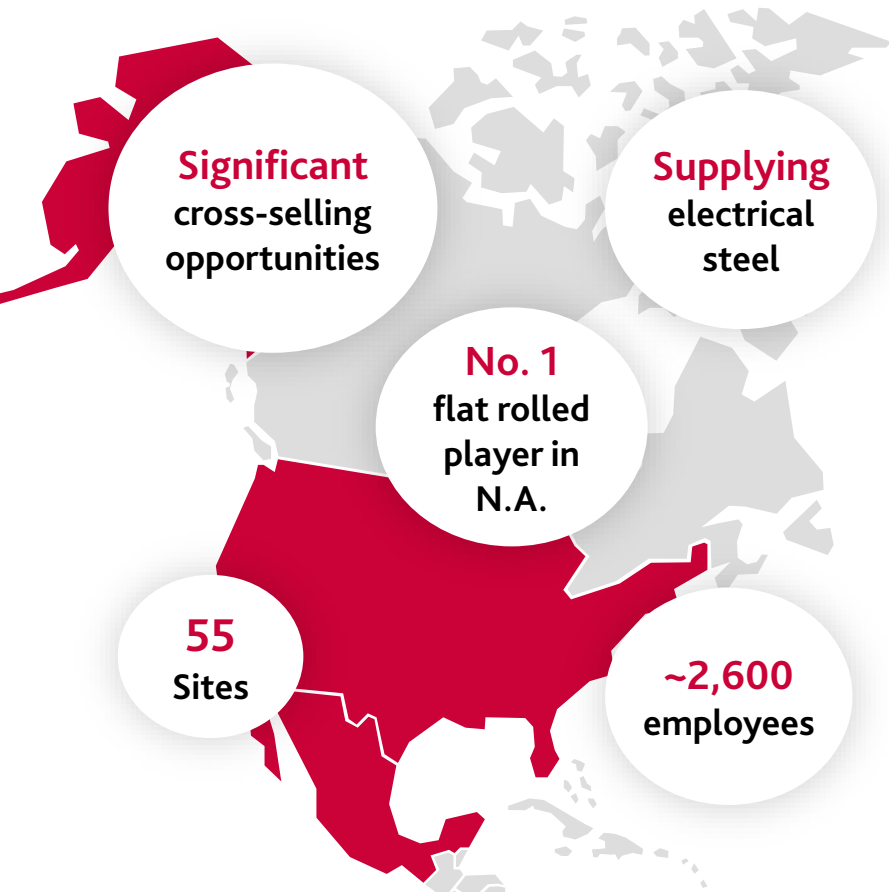 Significant
cross-selling
opportunities
Supplying
electrical
steel
No. 1
flat rolled
player in
N.A.
55
Sites
~2,600
employees